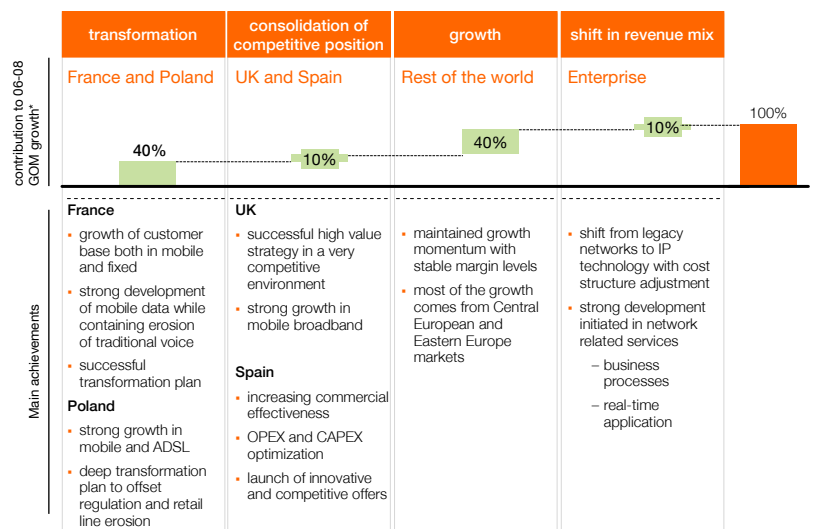 transformation
consolidation of
competitive position
growth
shift in revenue mix
France and Poland
UK and Spain
Rest of the world
Enterprise
contribution to 06-08
GOM growth*
40%
10%
40%
10%
100%
Main achievements
France
▪ growth of customer
base both in mobile
and fixed
▪ strong development
of mobile data while
containing erosion
of traditional voice
▪ successful
transformation plan
Poland
▪ strong growth in
mobile and ADSL
▪ deep transformation
plan to offset
regulation and retail
line erosion
UK
▪ successful high value
strategy in a very
competitive
environment
▪ strong growth in
mobile broadband
Spain
▪ increasing commercial
effectiveness
▪ OPEX and CAPEX
optimization
▪ launch of innovative
and competitive offers
▪ maintained growth
momentum with
stable margin levels
▪ most of the growth
comes from Central
European and
Eastern Europe
markets
▪ shift from legacy
networks to IP
technology with cost
structure adjustment
▪ strong development
initiated in network
related services
– business
processes
– real-time
application